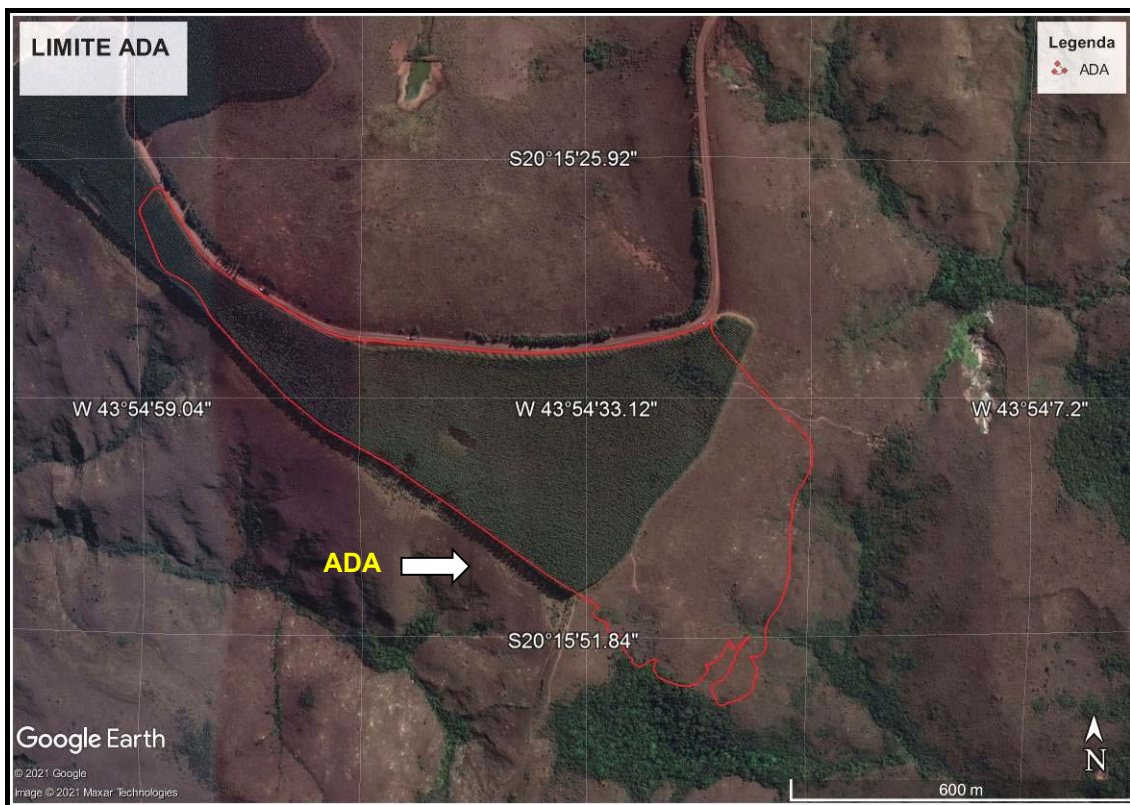 LIMITE ADA
Legenda
ADA
S20°15'25.92"
W 43°54'59.04"
W 43°54'33.12"
W 43°54'7.2"
ADA
S20°15'51.84"
Google Earth
© 2021 Google
Image © 2021 Maxar Technologies
N
600 m